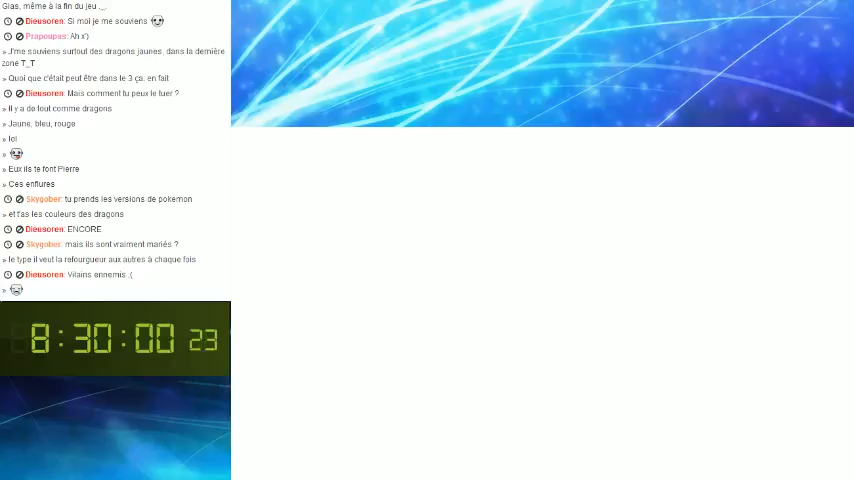 Glas, même à la fin du jeu ._.
Dieusoren: Si moi je me souviens
Prapoupas: Ah x')
» J'me souviens surtout des dragons jaunes, dans la dernière
zone T_T
» Quoi que c'était peut être dans le 3 ça, en fait
Dieusoren: Mais comment tu peux le tuer ?
» Il y a de tout comme dragons
» Jaune, bleu, rouge
» lol
»
» Eux ils te font Pierre
» Ces enflures
Skygober: tu prends les versions de pokemon
» et t'as les couleurs des dragons
Dieusoren: ENCORE
Skygober: mais ils sont vraiment mariés ?
» le type il veut la refourgueur aux autres à chaque fois
Dieusoren: Vilains ennemis ;(
»
8:30:00 23